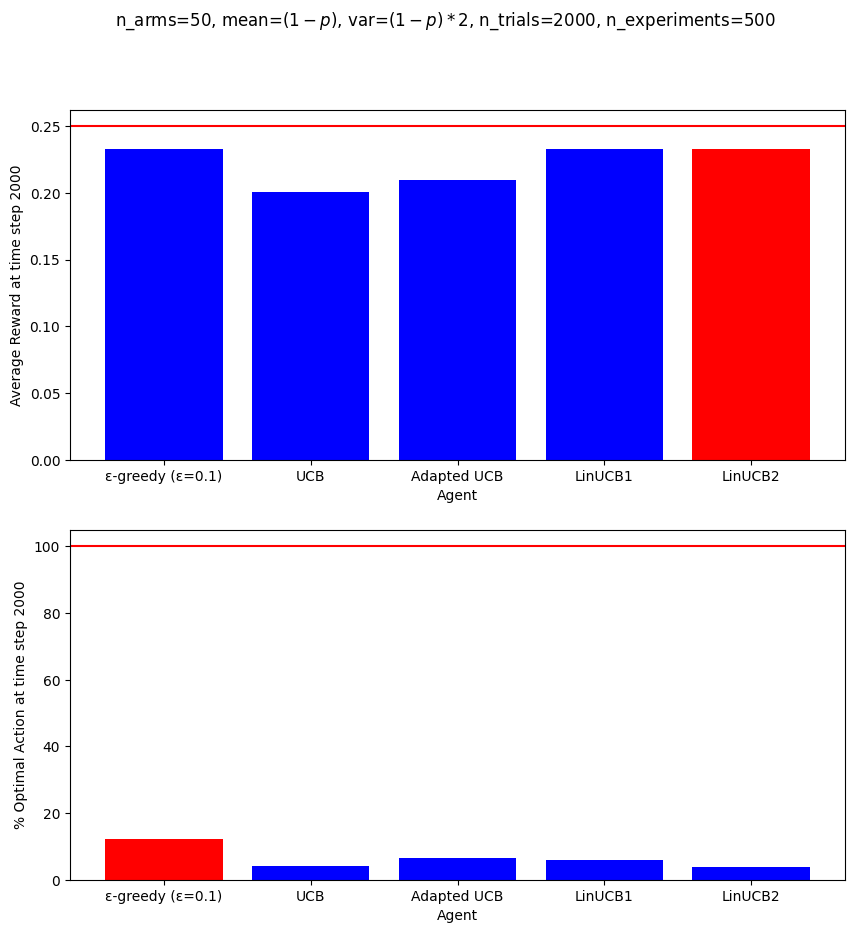 n_arms=50, mean=(1 − p), var=(1 − p) * 2, n_trials=2000, n_experiments=500
Average Reward at time step 2000
0.25
0.20
0.15
0.10
0.05
0.00
ε-greedy (ε=0.1) UCB Adapted UCB LinUCB1 LinUCB2
Agent
% Optimal Action at time step 2000
100
80
60
40
20
0
ε-greedy (ε=0.1) UCB Adapted UCB LinUCB1 LinUCB2
Agent